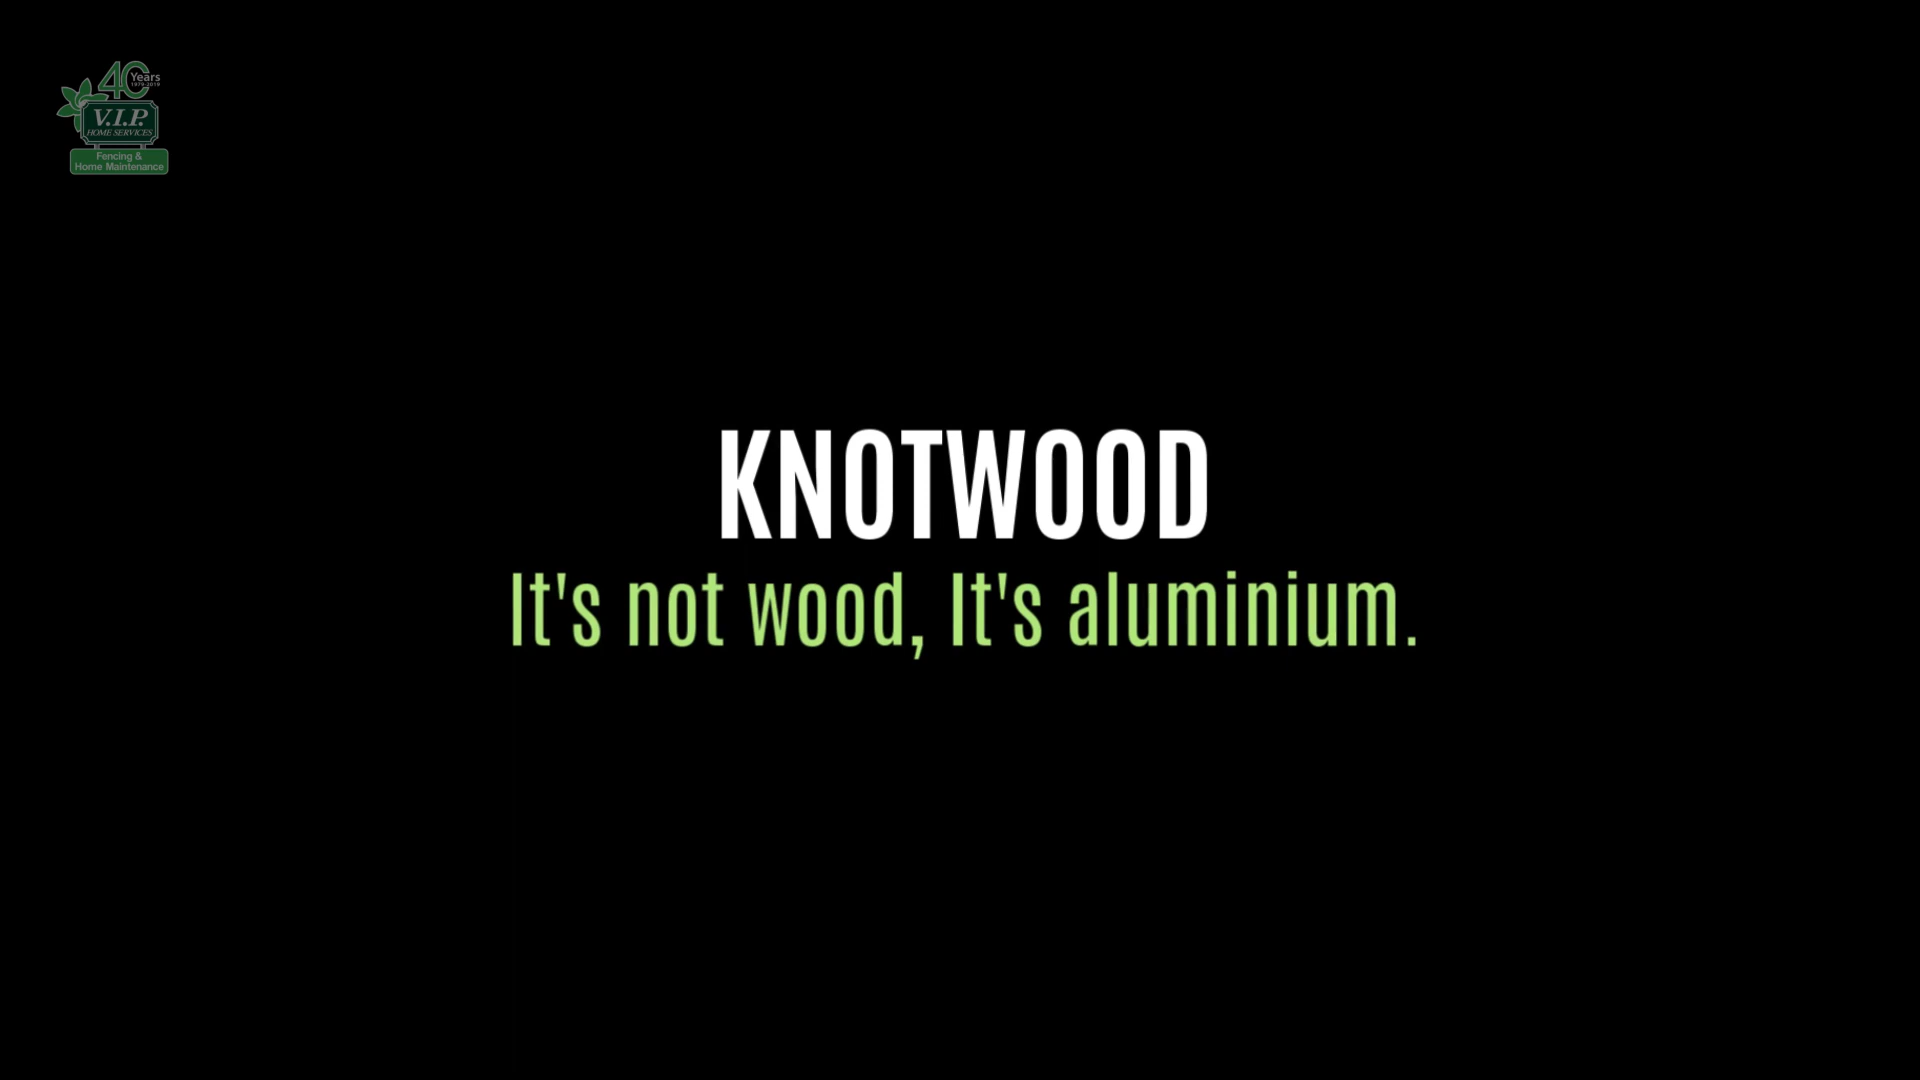 40
Years
1979-2019
V.I.P.
HOME SERVICES
Fencing &
Home Maintenance
KNOTWOOD
It's not wood, It's aluminium.